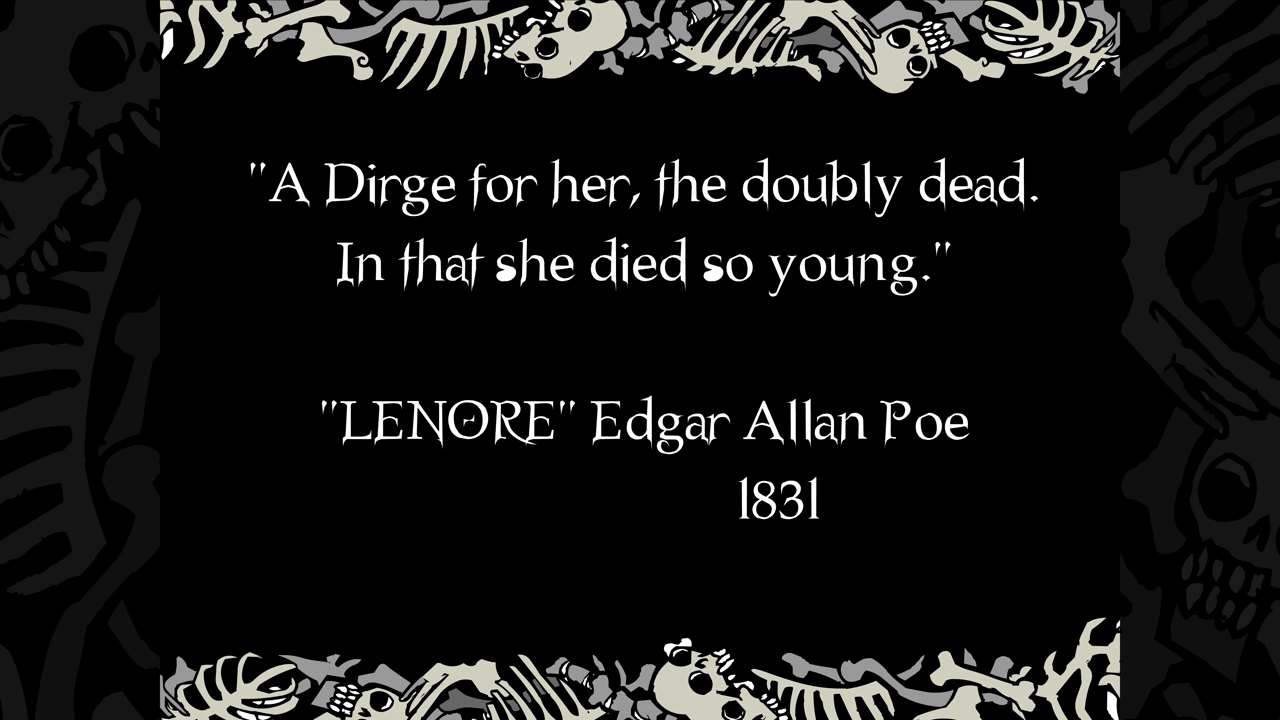 "A Dirge for her, the doubly dead.
In that she died so young."
"LENORE" Edgar Allan Poe
1831